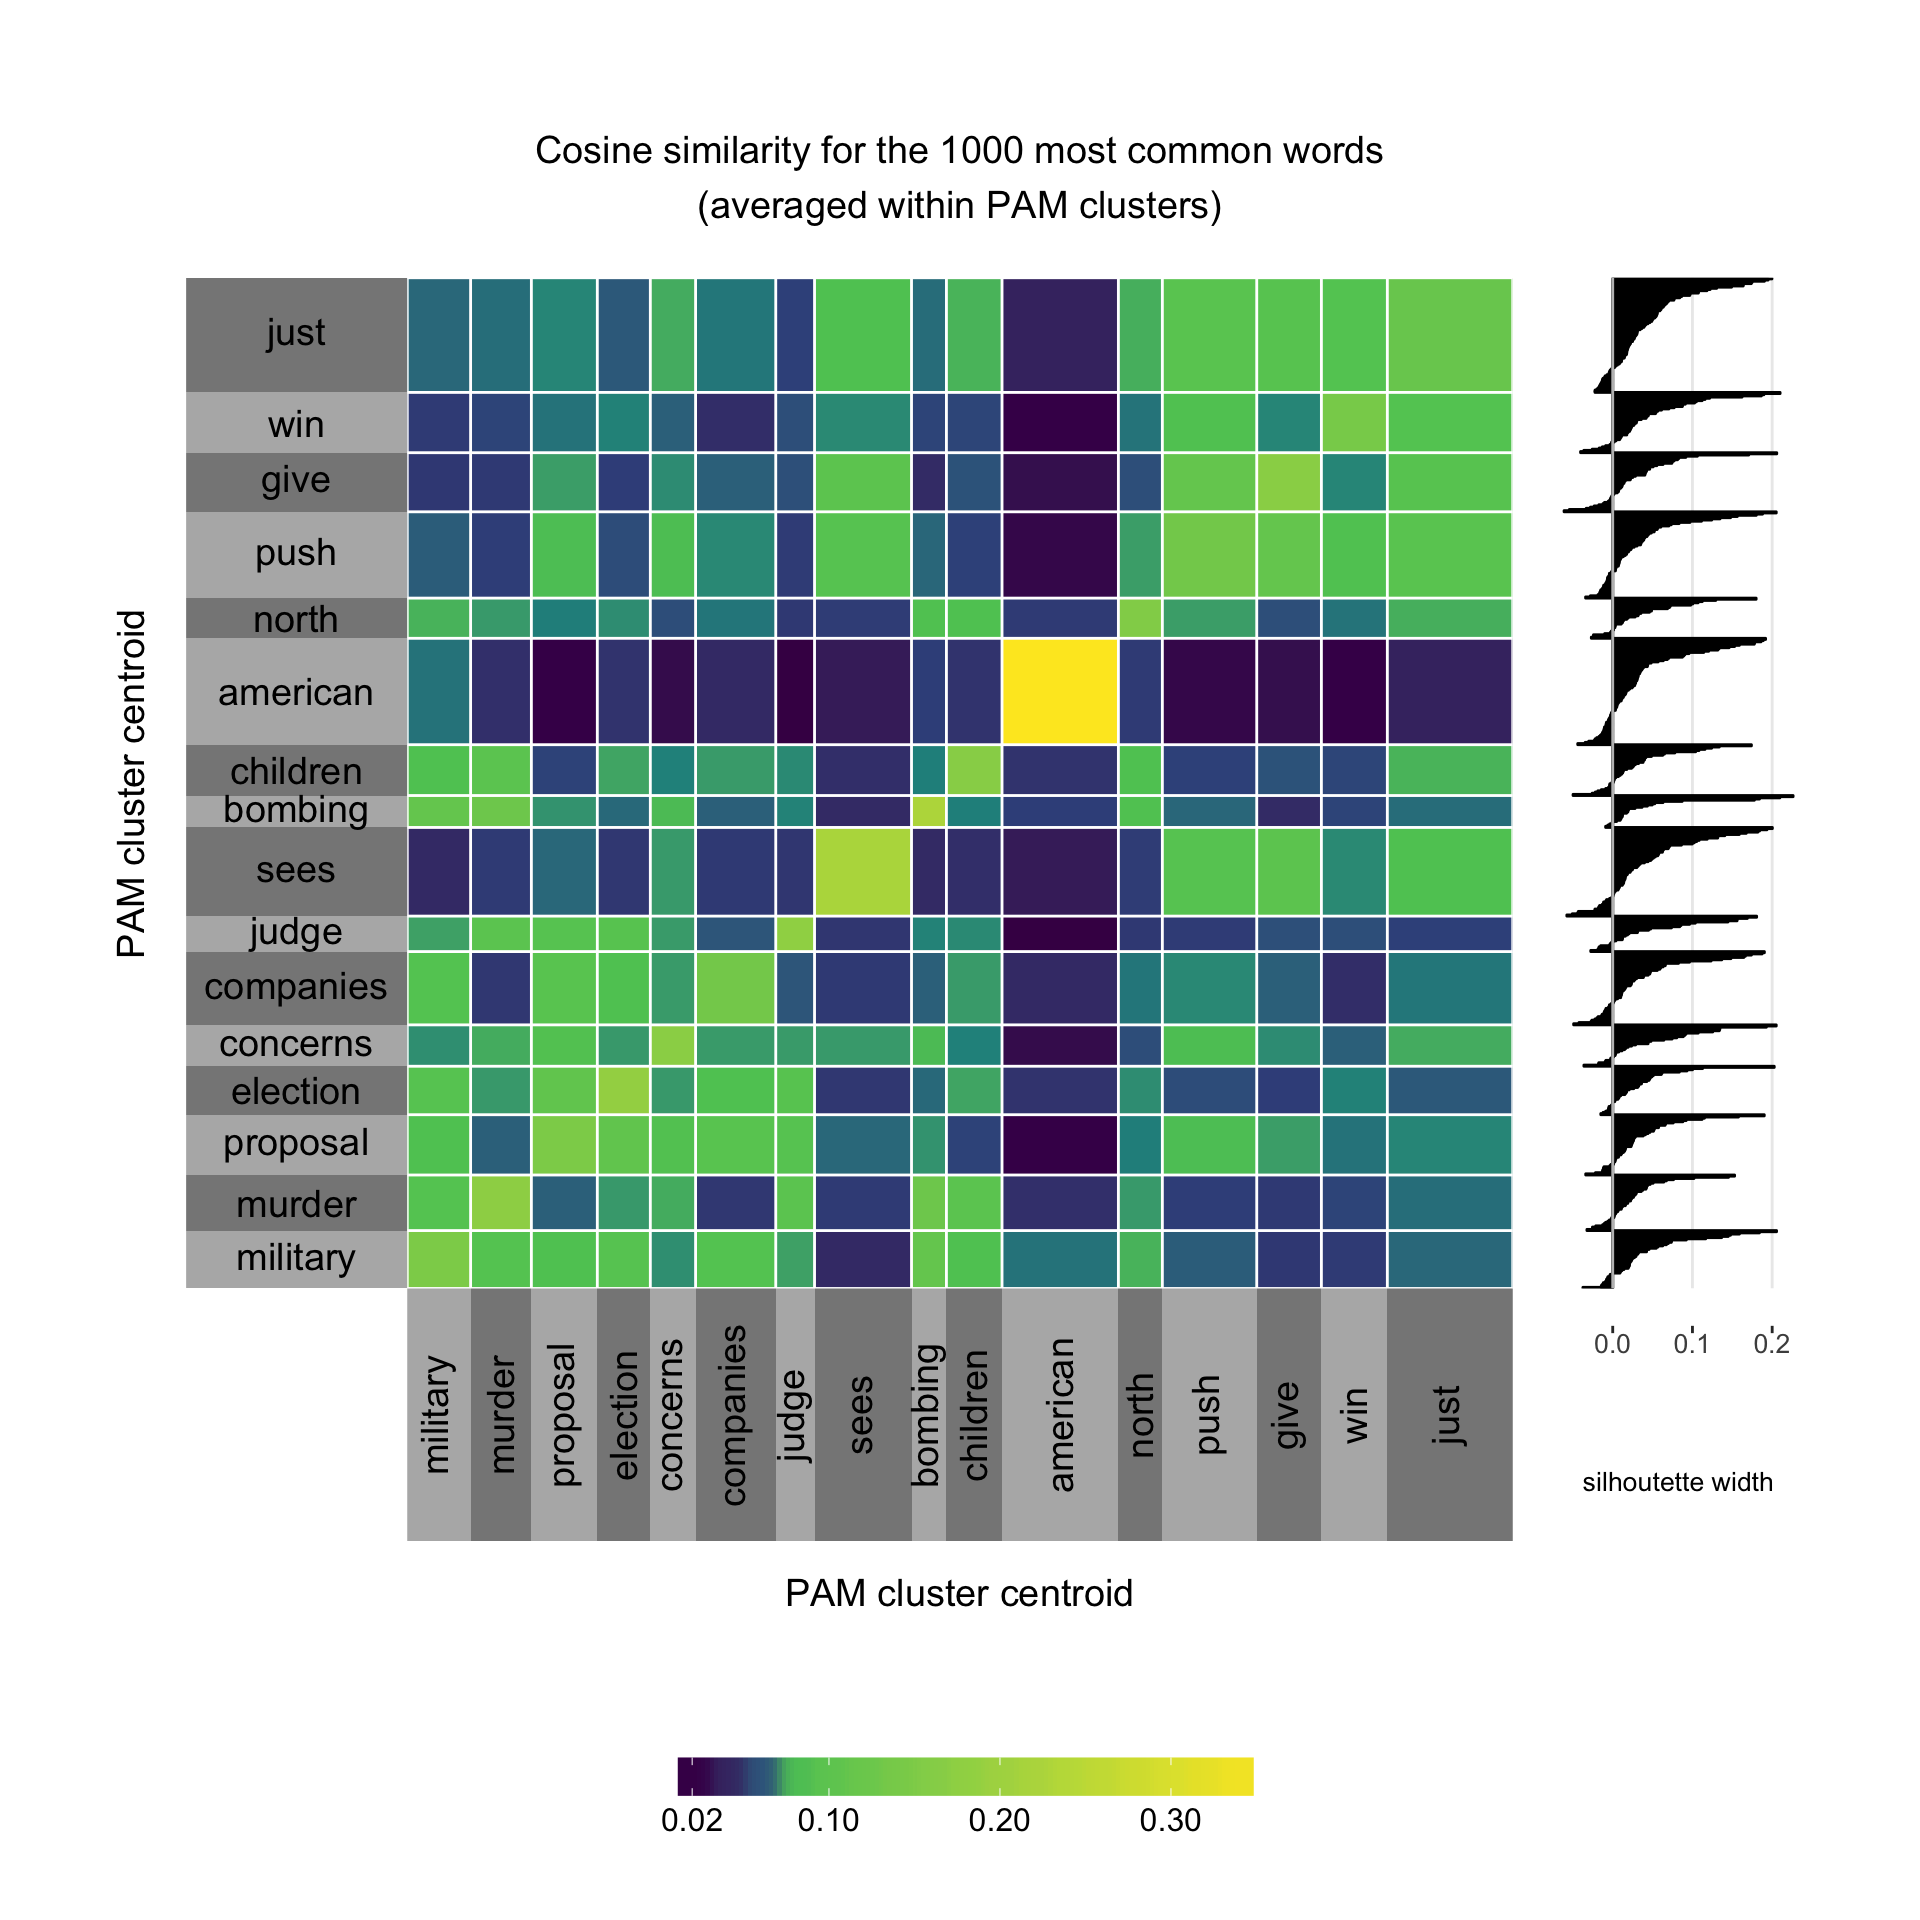 Cosine similarity for the 1000 most common words
(averaged within PAM clusters)
PAM cluster centroid
just
win
give
push
north
american
children
bombing
sees
judge
companies
concerns
election
proposal
murder
military
military
murder
proposal
election
concerns
companies
judge
sees
bombing
children
american
north
push
give
win
just
PAM cluster centroid
0.0 0.1 0.2
silhoutette width
0.02 0.10 0.20 0.30